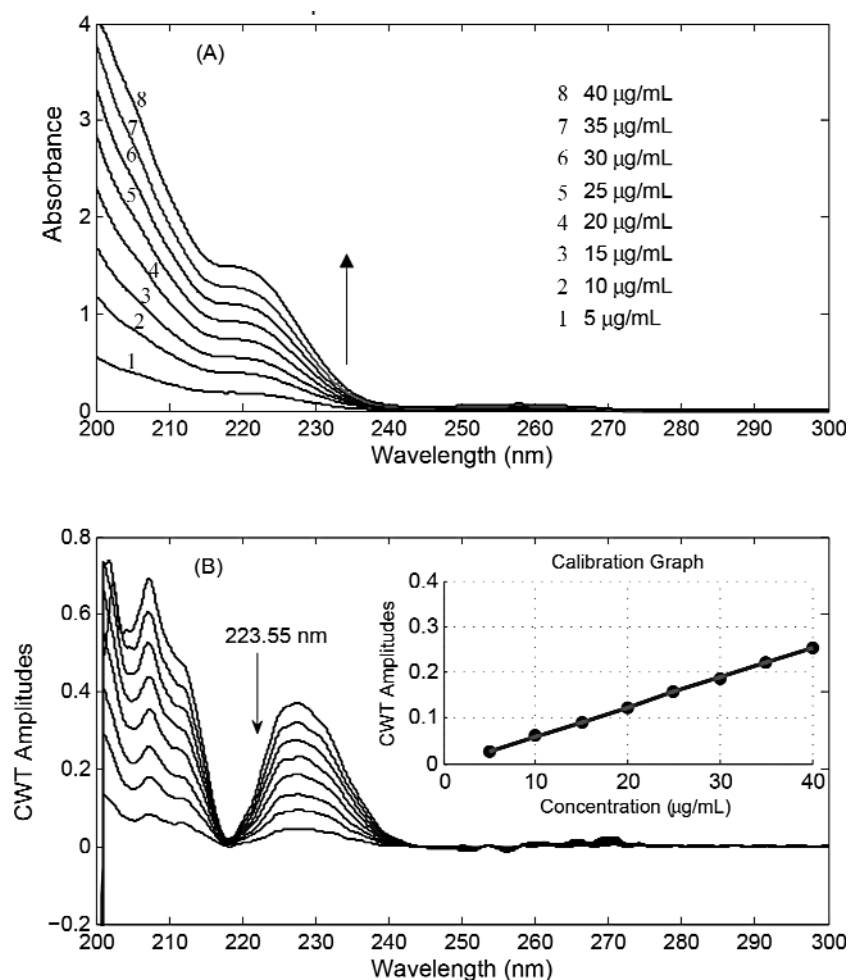 (A)
4
3
2
1
0
Absorbance
8
7
6
5
4
3
2
1
8 40 μg/mL
7 35 μg/mL
6 30 μg/mL
5 25 μg/mL
4 20 μg/mL
3 15 μg/mL
2 10 μg/mL
1 5 μg/mL
200 210 220 230 240 250 260 270 280 290 300
Wavelength (nm)
(B)
0.8
0.6
0.4
0.2
0
−0.2
CWT Amplitudes
223.55 nm
Calibration Graph
0.4
0.3
0.2
0.1
0
CWT Amplitudes
0 10 20 30 40
Concentration (μg/mL)
200 210 220 230 240 250 260 270 280 290 300
Wavelength (nm)